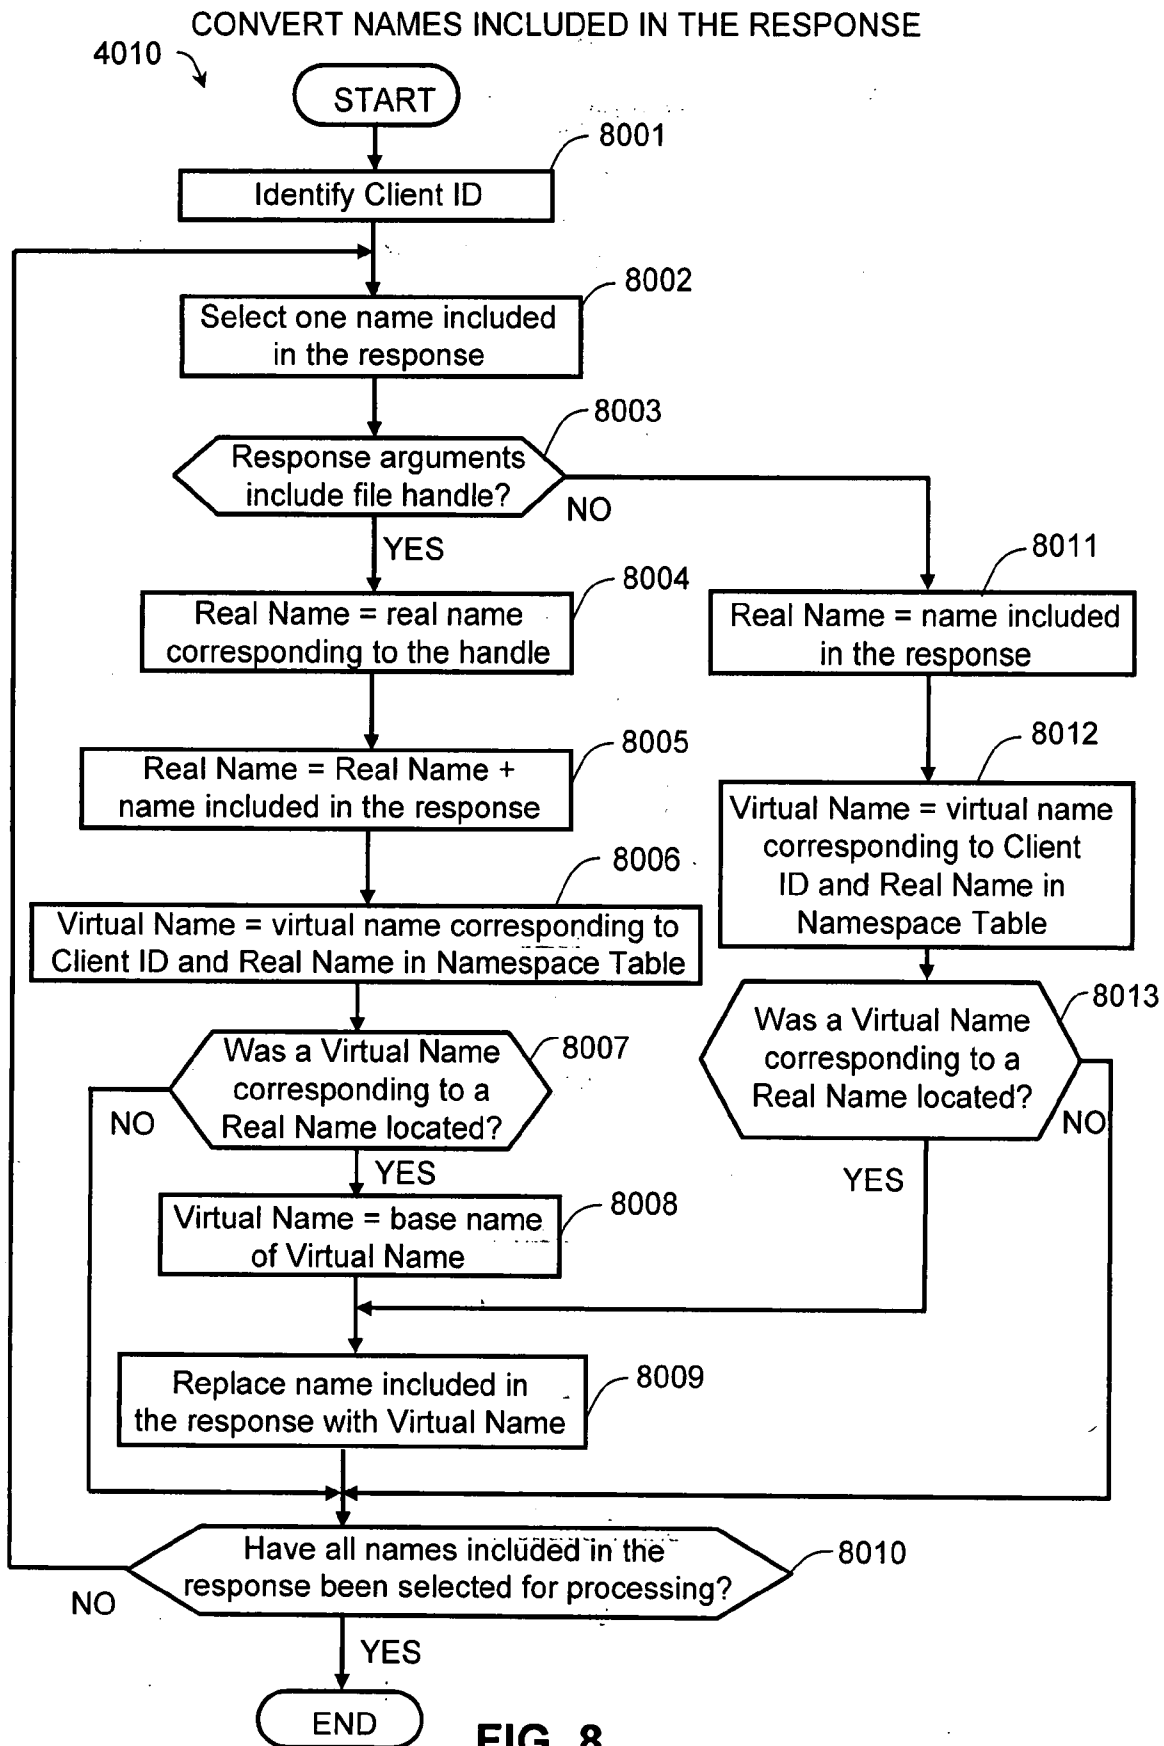 CONVERT NAMES INCLUDED IN THE RESPONSE
4010
START
8001
Identify Client ID
8002
Select one name included
in the response
8003
Response arguments
include file handle?
NO
YES
8004
Real Name = real name
corresponding to the handle
8011
Real Name = name included
in the response
8005
Real Name = Real Name +
name included in the response
8012
Virtual Name = virtual name
corresponding to Client
ID and Real Name in
Namespace Table
8006
Virtual Name = virtual name corresponding to
Client ID and Real Name in Namespace Table
8013
Was a Virtual Name
corresponding to a
Real Name located?
NO
YES
8007
Was a Virtual Name
corresponding to a
Real Name located?
NO
YES
8008
Virtual Name = base name
of Virtual Name
8009
Replace name included in
the response with Virtual Name
8010
Have all names included in the
response been selected for processing?
NO
YES
END
FIG. 8